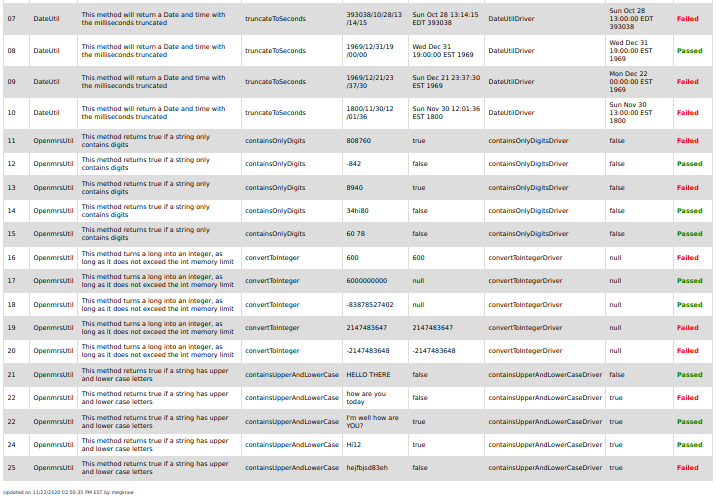 07 DateUtil This method will return a Date and time with the milliseconds truncated truncateToSeconds 393038/10/28/13 /14/15 Sun Oct 28 13:14:15 EDT 393038 DateUtilDriver Sun Oct 28 13:00:00 EDT 393038 Failed
08 DateUtil This method will return a Date and time with the milliseconds truncated truncateToSeconds 1969/12/31/19 /00/00 Wed Dec 31 19:00:00 EST 1969 DateUtilDriver Wed Dec 31 19:00:00 EST 1969 Passed
09 DateUtil This method will return a Date and time with the milliseconds truncated truncateToSeconds 1969/12/21/23 /37/30 Sun Dec 21 23:37:30 EST 1969 DateUtilDriver Mon Dec 22 00:00:00 EST 1969 Failed
10 DateUtil This method will return a Date and time with the milliseconds truncated truncateToSeconds 1800/11/30/12 /01/36 Sun Nov 30 12:01:36 EST 1800 DateUtilDriver Sun Nov 30 13:00:00 EST 1800 Failed
11 OpenmrsUtil This method returns true if a string only contains digits containsOnlyDigits 808760 true containsOnlyDigitsDriver false Failed
12 OpenmrsUtil This method returns true if a string only contains digits containsOnlyDigits -842 false containsOnlyDigitsDriver false Passed
13 OpenmrsUtil This method returns true if a string only contains digits containsOnlyDigits 8940 true containsOnlyDigitsDriver false Failed
14 OpenmrsUtil This method returns true if a string only contains digits containsOnlyDigits 34hi80 false containsOnlyDigitsDriver false Passed
15 OpenmrsUtil This method returns true if a string only contains digits containsOnlyDigits 60 78 false containsOnlyDigitsDriver false Passed
16 OpenmrsUtil This method turns a long into an integer, as long as it does not exceed the int memory limit convertToInteger 600 600 convertToIntegerDriver null Failed
17 OpenmrsUtil This method turns a long into an integer, as long as it does not exceed the int memory limit convertToInteger 6000000000 null convertToIntegerDriver null Passed
18 OpenmrsUtil This method turns a long into an integer, as long as it does not exceed the int memory limit convertToInteger -83878527402 null convertToIntegerDriver null Passed
19 OpenmrsUtil This method turns a long into an integer, as long as it does not exceed the int memory limit convertToInteger 2147483647 2147483647 convertToIntegerDriver null Failed
20 OpenmrsUtil This method turns a long into an integer, as long as it does not exceed the int memory limit convertToInteger -2147483648 -2147483648 convertToIntegerDriver null Failed
21 OpenmrsUtil This method returns true if a string has upper and lower case letters containsUpperAndLowerCase HELLO THERE false containsUpperAndLowerCaseDriver false Passed
22 OpenmrsUtil This method returns true if a string has upper and lower case letters containsUpperAndLowerCase how are you today false containsUpperAndLowerCaseDriver true Failed
22 OpenmrsUtil This method returns true if a string has upper and lower case letters containsUpperAndLowerCase I'm well how are YOU? true containsUpperAndLowerCaseDriver true Passed
24 OpenmrsUtil This method returns true if a string has upper and lower case letters containsUpperAndLowerCase Hi12 true containsUpperAndLowerCaseDriver true Passed
25 OpenmrsUtil This method returns true if a string has upper and lower case letters containsUpperAndLowerCase hejfbjsd83eh false containsUpperAndLowerCaseDriver true Failed
Updated on 11/22/2020 02:50:35 PM EST by megkraw